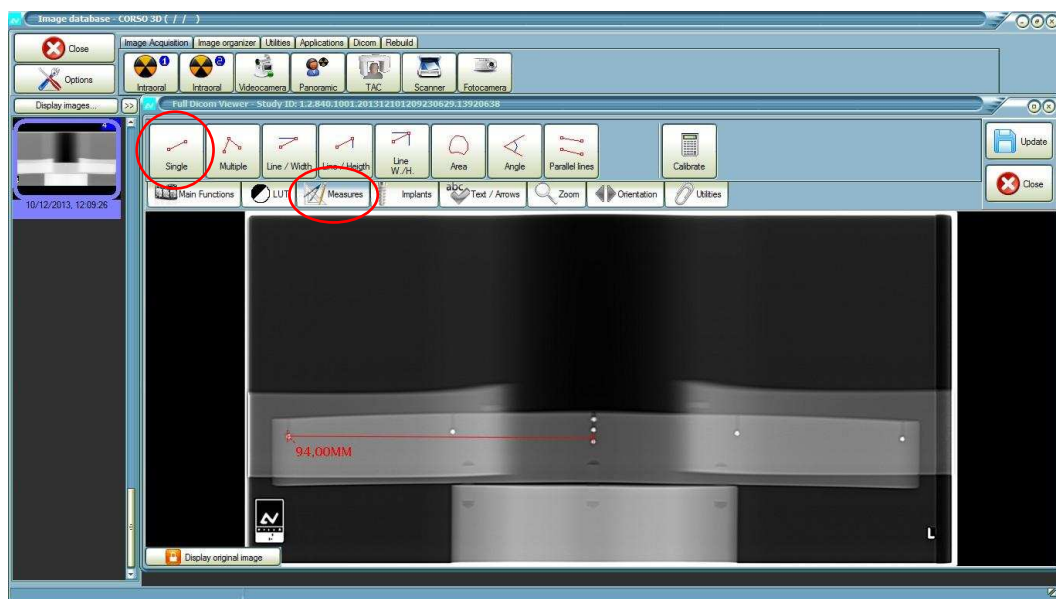 Image database - CORSO 3D ( / / )
Close
Options
Image Acquisition Image organizer Utilities Applications Dicom Rebuild
Intraoral Intraoral Videocamera Panoramic TAC Scanner Fotocamera
Display images... >>
Full Dicom Viewer - Study ID: 1.2.840.1001.201312101209230629.13920638
10/12/2013, 12:09:26
Single Multiple Line / Width Line / Heigth Line W./H. Area Angle Parallel lines Calibrate
Update
Close
Main Functions LUT Measures Implants abc Text / Arrows Zoom Orientation Utilities
94,00MM
L
Display original image